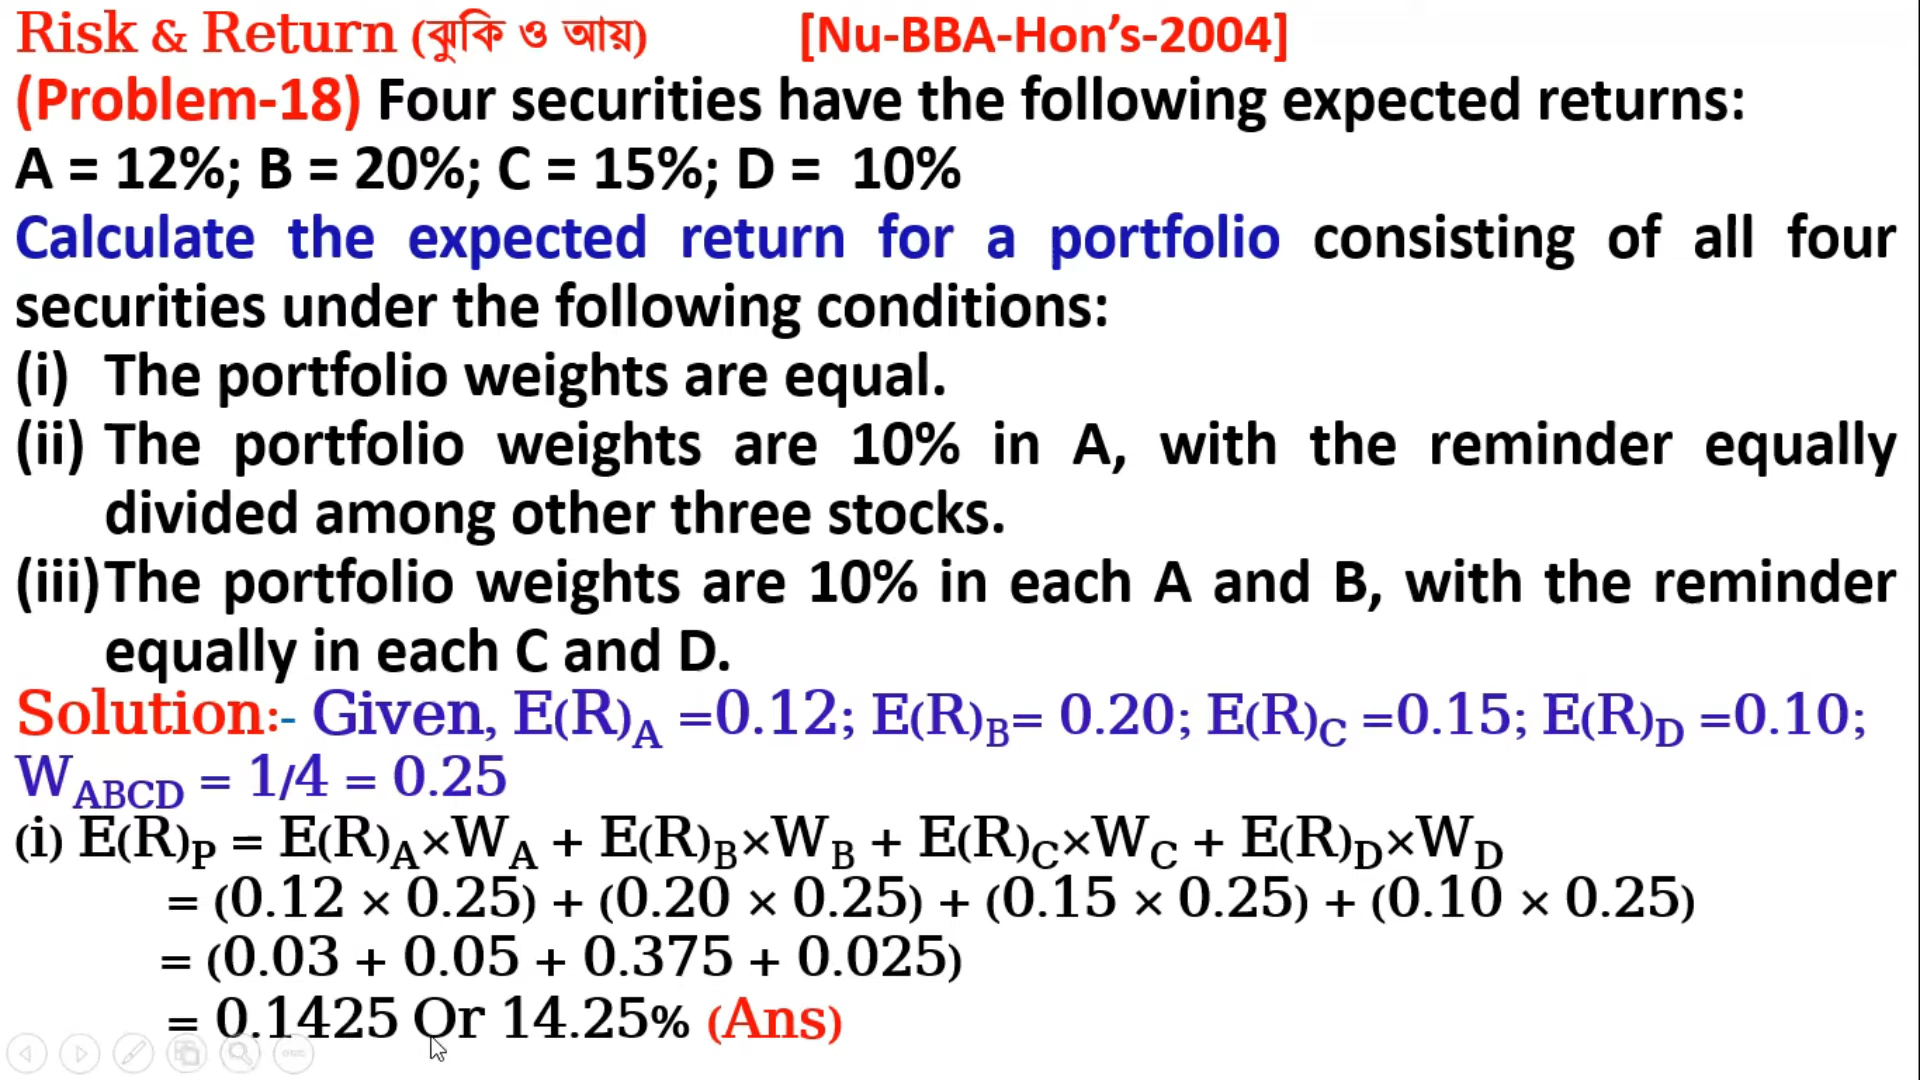 Risk & Return (ঝুকি ও আয়) [Nu-BBA-Hon’s-2004]
(Problem-18) Four securities have the following expected returns:
A = 12%; B = 20%; C = 15%; D = 10%
Calculate the expected return for a portfolio consisting of all four
securities under the following conditions:
(i) The portfolio weights are equal.
(ii) The portfolio weights are 10% in A, with the reminder equally
divided among other three stocks.
(iii)The portfolio weights are 10% in each A and B, with the reminder
equally in each C and D.
Solution:- Given, E(R)A =0.12; E(R)B= 0.20; E(R)C =0.15; E(R)D =0.10;
WABCD = 1/4 = 0.25
(i) E(R)P = E(R)A×WA + E(R)B×WB + E(R)C×WC + E(R)D×WD
= (0.12 × 0.25) + (0.20 × 0.25) + (0.15 × 0.25) + (0.10 × 0.25)
= (0.03 + 0.05 + 0.375 + 0.025)
= 0.1425 Or 14.25% (Ans)